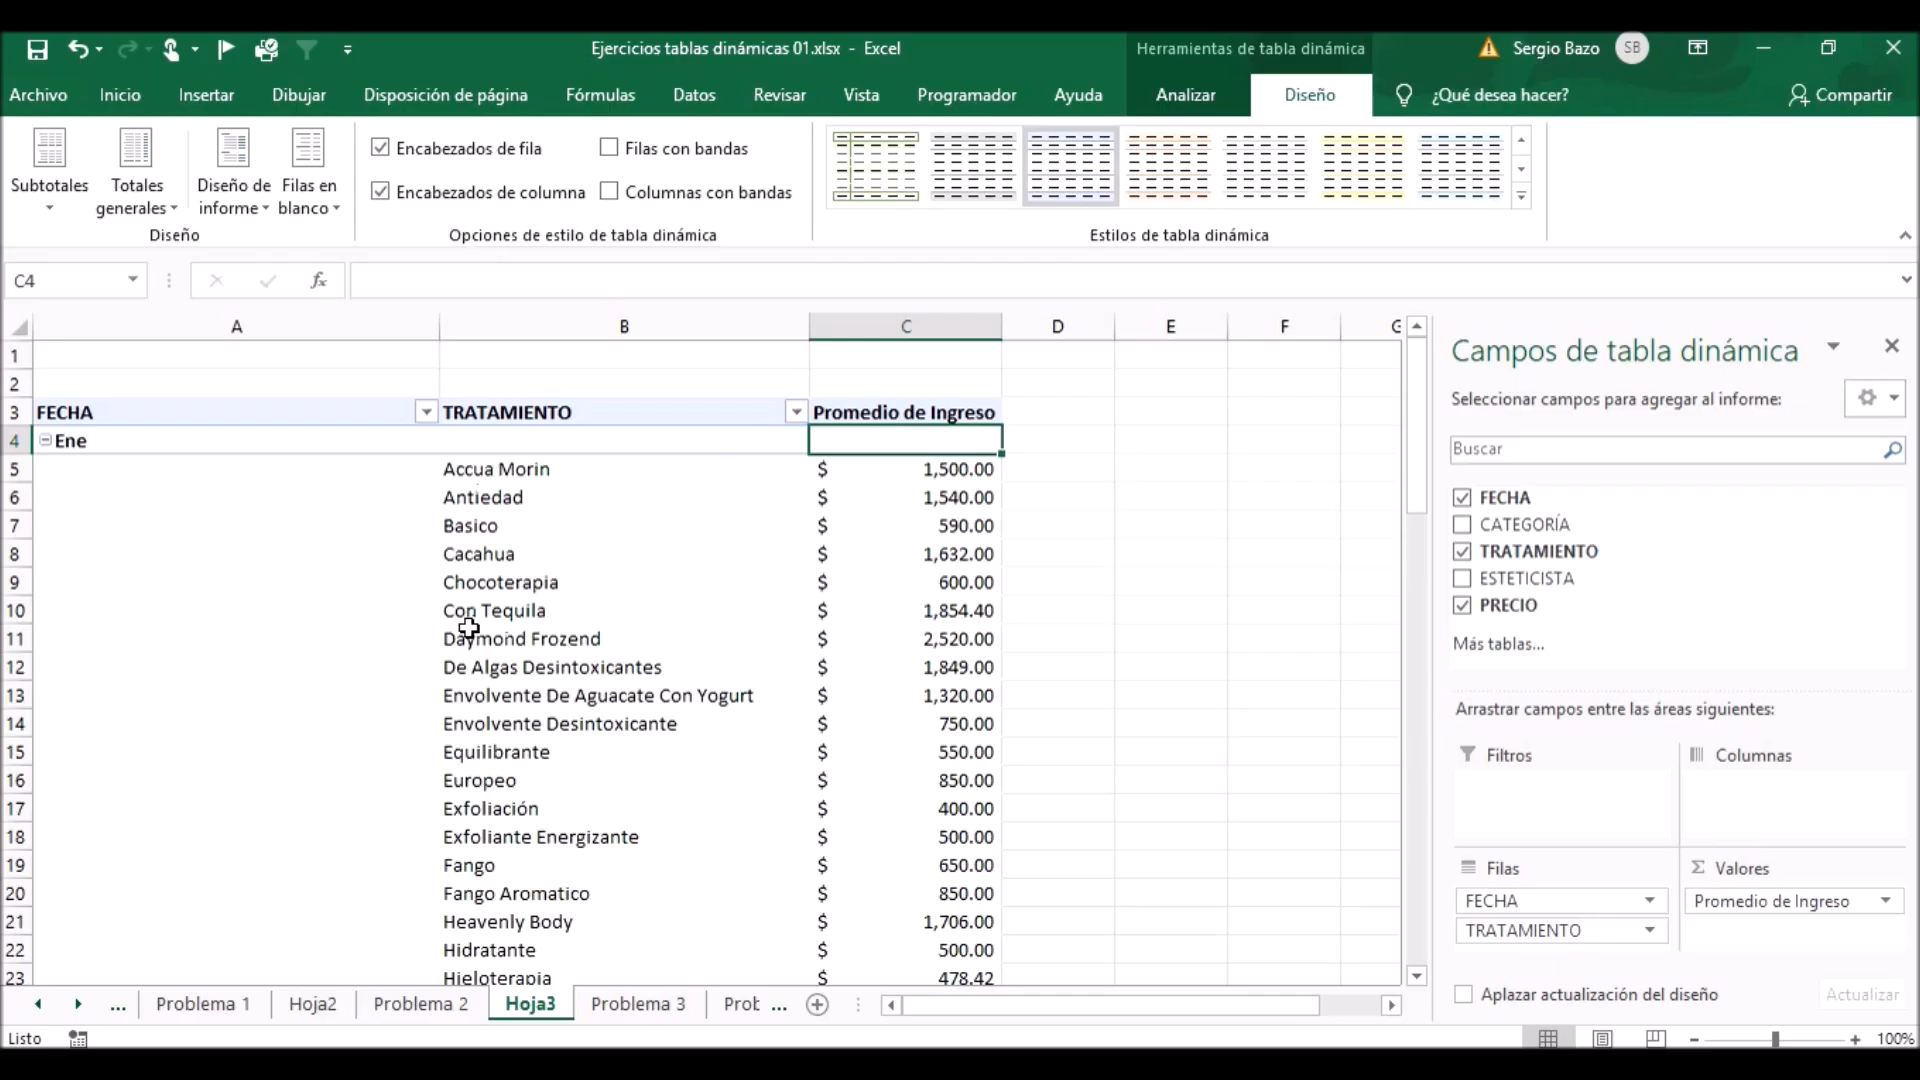 Ejercicios tablas dinámicas 01.xlsx - Excel
Herramientas de tabla dinámica
Sergio Bazo
SB
Archivo Inicio Insertar Dibujar Disposición de página Fórmulas Datos Revisar Vista Programador Ayuda Analizar Diseño ¿Qué desea hacer? Compartir
Subtotales
Totales generales
Diseño de informe
Filas en blanco
Diseño
Encabezados de fila
Filas con bandas
Encabezados de columna
Columnas con bandas
Opciones de estilo de tabla dinámica
Estilos de tabla dinámica
C4
fx
A B C D E F G
1
2
3 FECHA TRATAMIENTO Promedio de Ingreso
4 Ene
5 Accua Morin $ 1,500.00
6 Antiedad $ 1,540.00
7 Basico $ 590.00
8 Cacahua $ 1,632.00
9 Chocoterapia $ 600.00
10 Con Tequila $ 1,854.40
11 Daymond Frozend $ 2,520.00
12 De Algas Desintoxicantes $ 1,849.00
13 Envolvente De Aguacate Con Yogurt $ 1,320.00
14 Envolvente Desintoxicante $ 750.00
15 Equilibrante $ 550.00
16 Europeo $ 850.00
17 Exfoliación $ 400.00
18 Exfoliante Energizante $ 500.00
19 Fango $ 650.00
20 Fango Aromatico $ 850.00
21 Heavenly Body $ 1,706.00
22 Hidratante $ 500.00
23 Hieloterapia $ 478.42
Campos de tabla dinámica
Seleccionar campos para agregar al informe:
Buscar
FECHA
CATEGORÍA
TRATAMIENTO
ESTETICISTA
PRECIO
Más tablas...
Arrastrar campos entre las áreas siguientes:
Filtros
Columnas
Filas
Σ Valores
FECHA
Promedio de Ingreso
TRATAMIENTO
Aplazar actualización del diseño
Actualizar
... Problema 1 Hoja2 Problema 2 Hoja3 Problema 3 Prob ...
Listo
100%